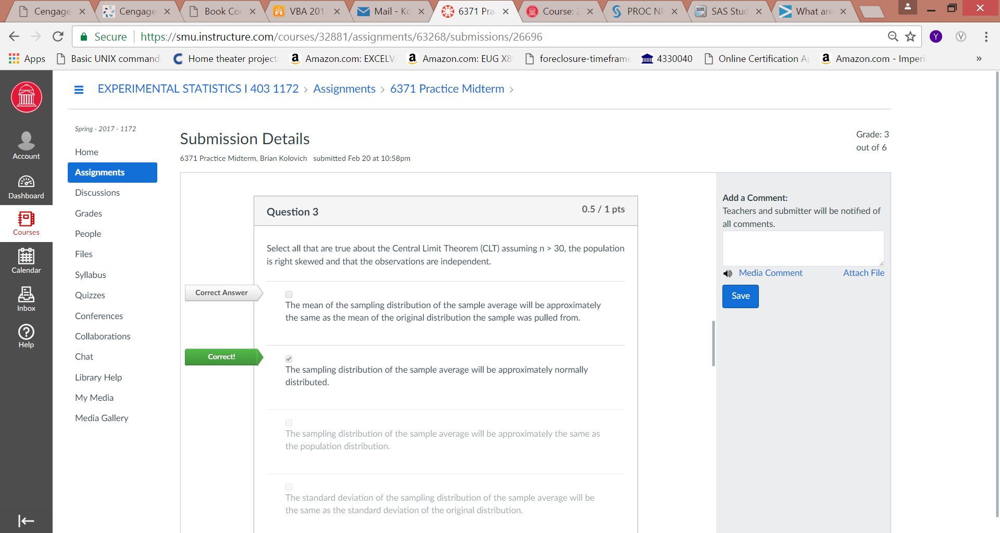 Cengage
Cengage
Book Co
VBA 201
Mail - Ko
6371 Pra
Course: 2
PROC NP
SAS Stud
What are
Secure https://smu.instructure.com/courses/32881/assignments/63268/submissions/26696
Y
V
Apps
Basic UNIX command
Home theater project
Amazon.com: EXCELV
Amazon.com: EUG X8
foreclosure-timeframe
4330040
Online Certification A
Amazon.com - Imperi
»
EXPERIMENTAL STATISTICS I 403 1172 > Assignments > 6371 Practice Midterm >
Account
Dashboard
Courses
Calendar
Inbox
Help
Spring - 2017 - 1172
Home
Assignments
Discussions
Grades
People
Files
Syllabus
Quizzes
Conferences
Collaborations
Chat
Library Help
My Media
Media Gallery
Submission Details
6371 Practice Midterm, Brian Kolovich submitted Feb 20 at 10:58pm
Grade: 3
out of 6
Question 3
0.5 / 1 pts
Select all that are true about the Central Limit Theorem (CLT) assuming n > 30, the population
is right skewed and that the observations are independent.
Correct Answer
The mean of the sampling distribution of the sample average will be approximately
the same as the mean of the original distribution the sample was pulled from.
Correct!
The sampling distribution of the sample average will be approximately normally
distributed.
The sampling distribution of the sample average will be approximately the same as
the population distribution.
The standard deviation of the sampling distribution of the sample average will be
the same as the standard deviation of the original distribution.
Add a Comment:
Teachers and submitter will be notified of
all comments.
Media Comment
Attach File
Save